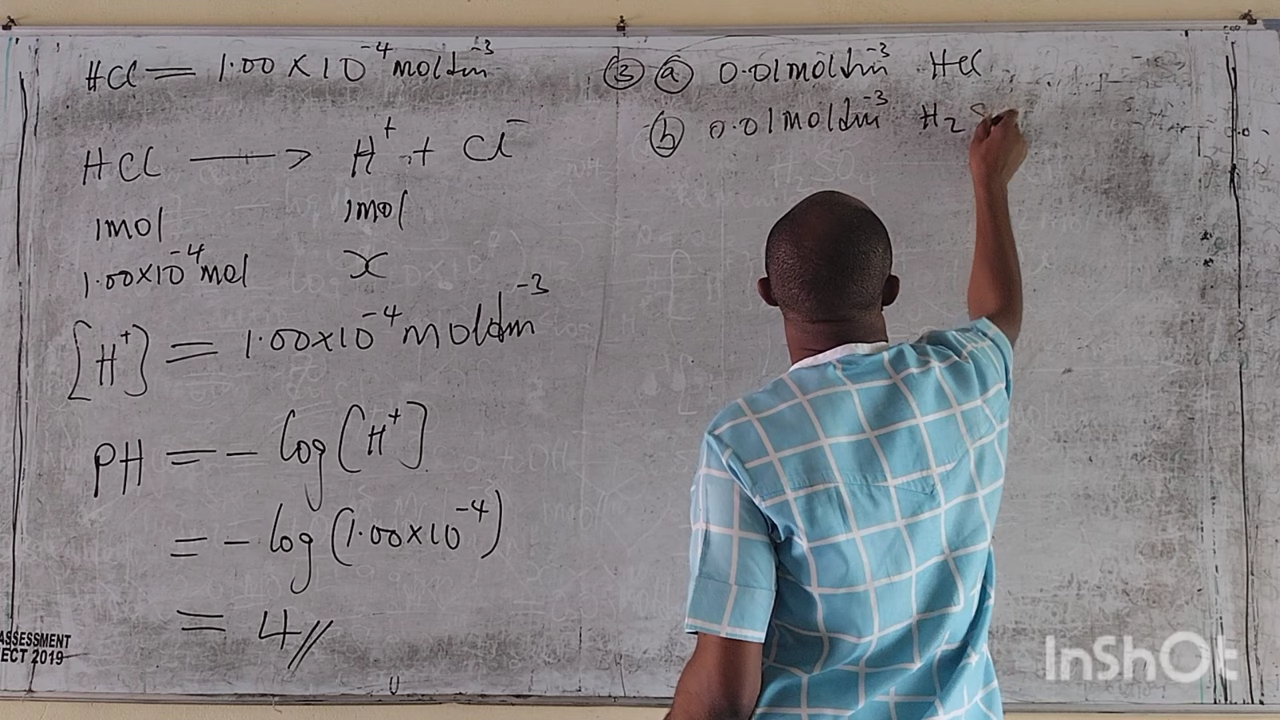 HCl = 1.00 × 10⁻⁴ moldm⁻³
HCl ⟶ H⁺ + Cl⁻
1mol 1mol
1.00×10⁻⁴mol x
[H⁺] = 1.00×10⁻⁴ moldm⁻³
PH = - log[H⁺]
= - log(1.00×10⁻⁴)
= 4//
③ ⓐ 0.01moldm⁻³ HCl
ⓑ 0.01moldm⁻³ H₂S
ASSESSMENT
ECT 2019
InShOt